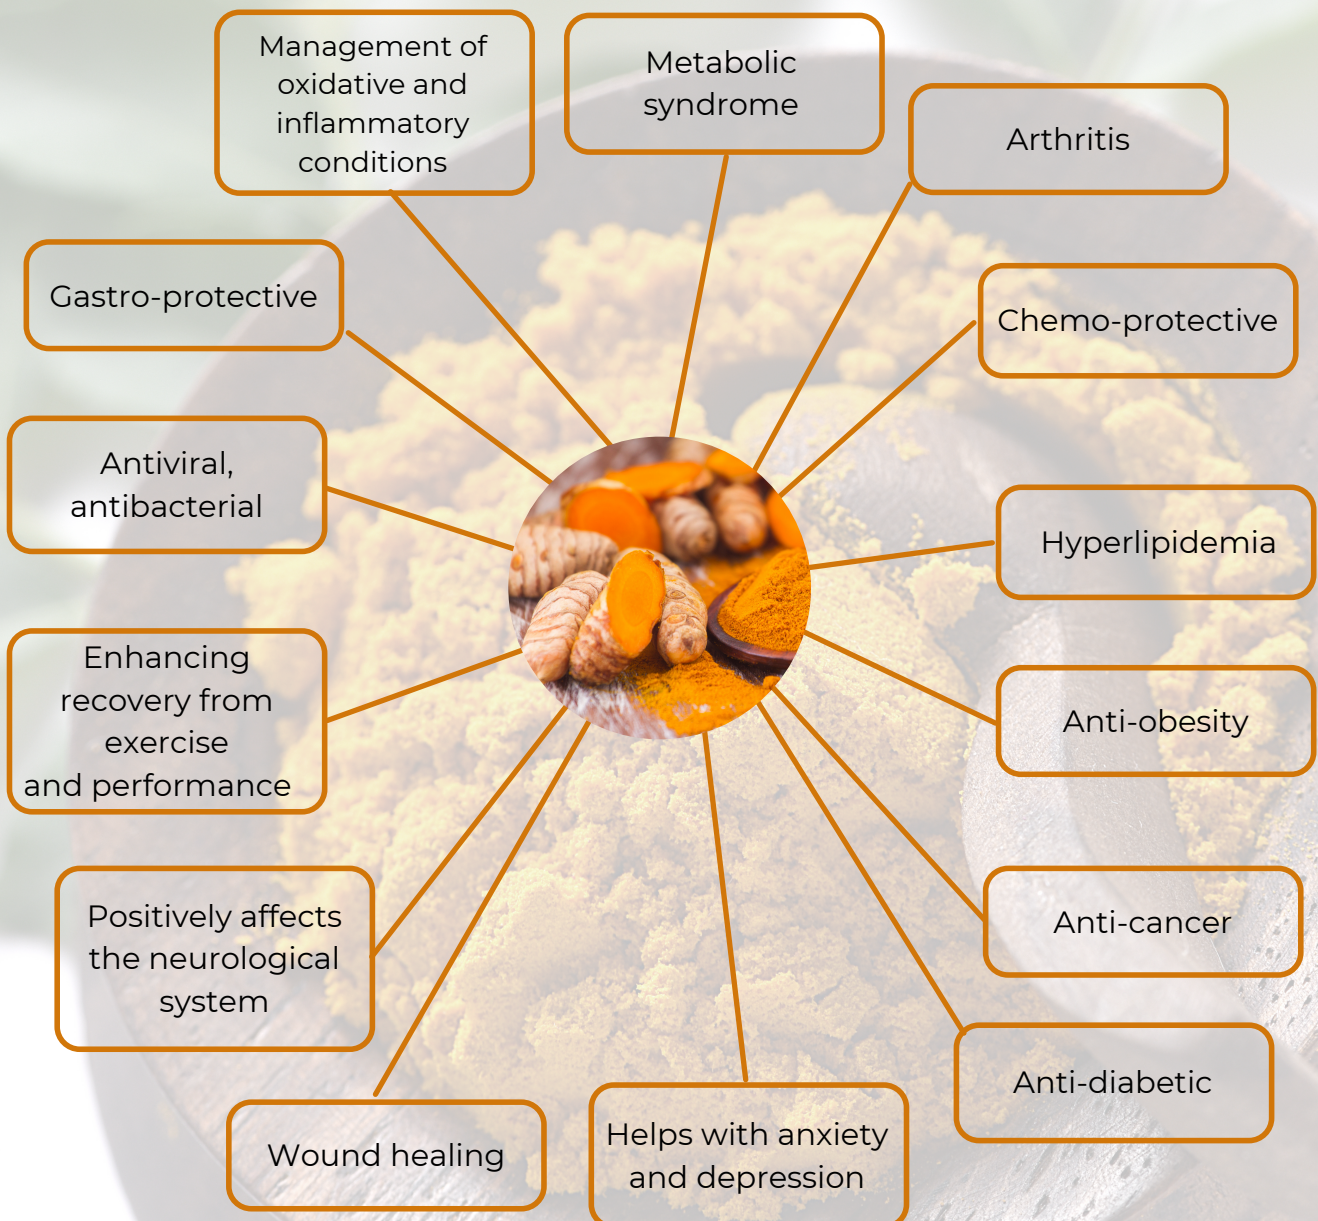 Management of
oxidative and
inflammatory
conditions
Metabolic
syndrome
Arthritis
Gastro-protective
Chemo-protective
Antiviral,
antibacterial
Hyperlipidemia
Enhancing
recovery from
exercise
and performance
Anti-obesity
Positively affects
the neurological
system
Anti-cancer
Anti-diabetic
Wound healing
Helps with anxiety
and depression